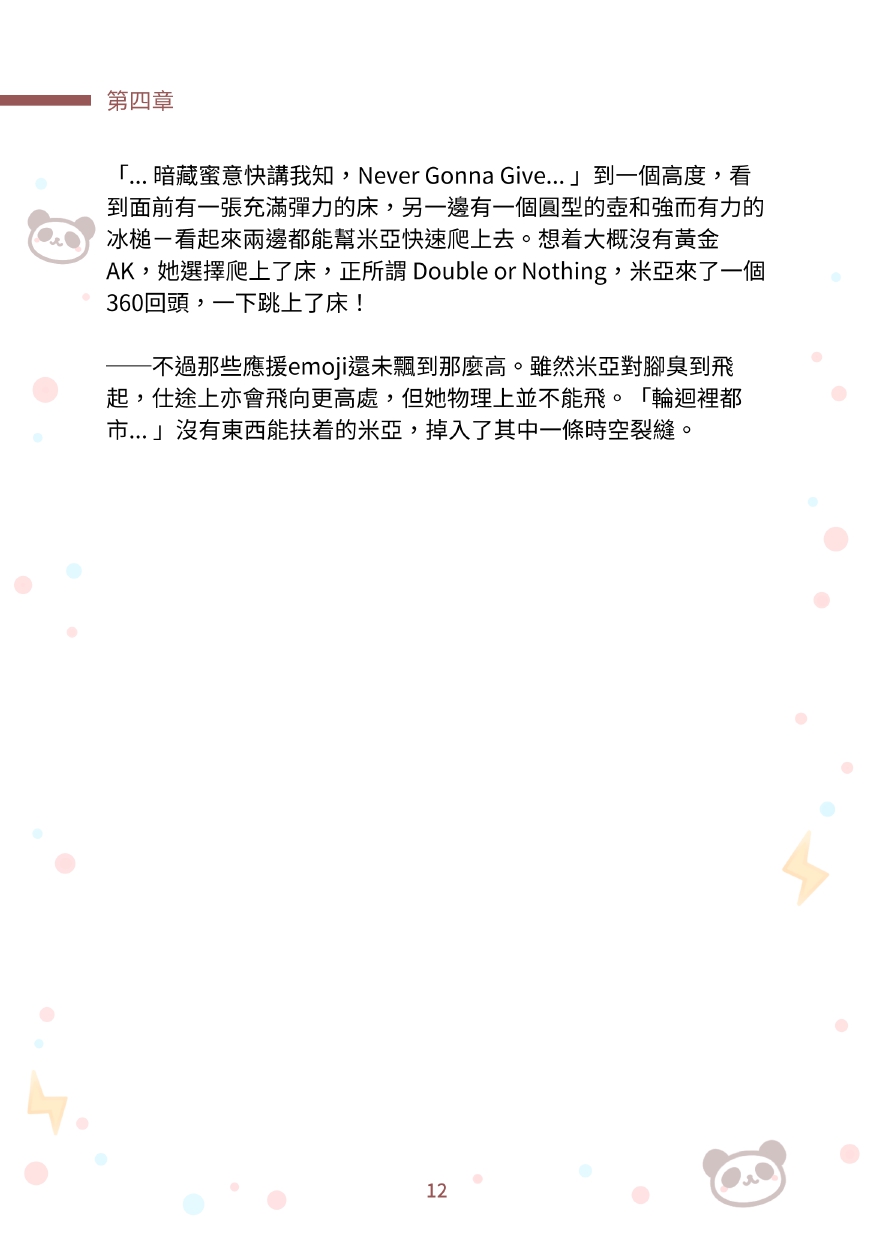 第四章
「... 暗藏蜜意快講我知，Never Gonna Give... 」到一個高度，看
到面前有一張充滿彈力的床，另一邊有一個圓型的壺和強而有力的
冰槌－看起來兩邊都能幫米亞快速爬上去。想着大概沒有黃金
AK，她選擇爬上了床，正所謂 Double or Nothing，米亞來了一個
360回頭，一下跳上了床！
──不過那些應援emoji還未飄到那麼高。雖然米亞對腳臭到飛
起，仕途上亦會飛向更高處，但她物理上並不能飛。「輪迴裡都
市... 」沒有東西能扶着的米亞，掉入了其中一條時空裂縫。
12